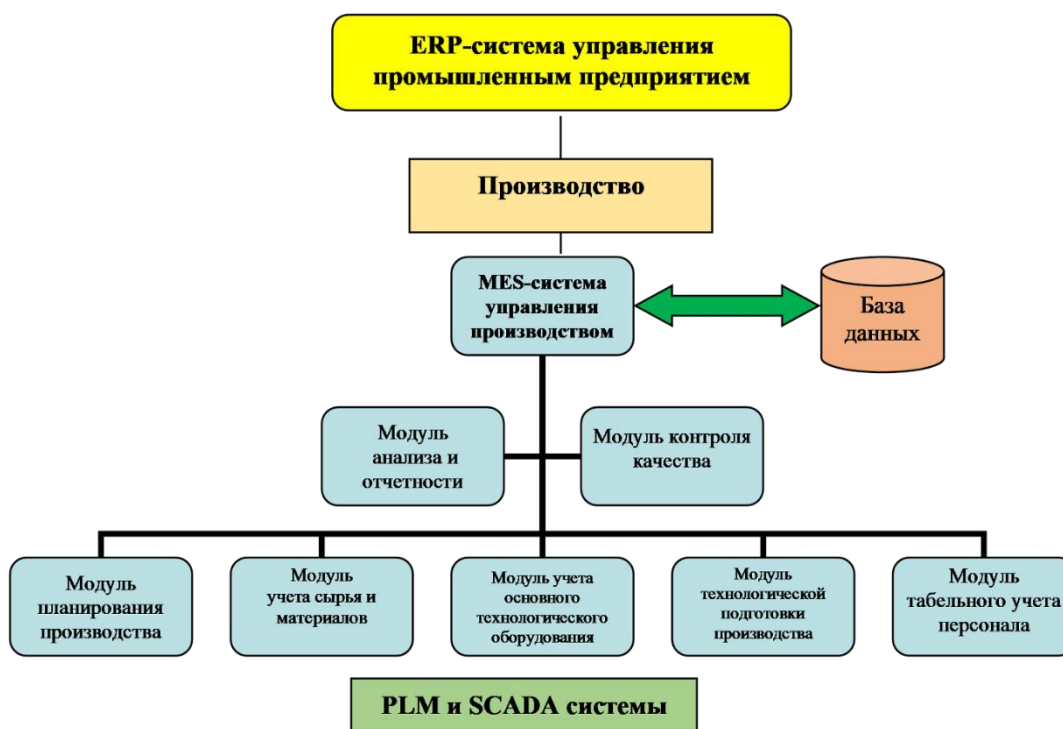 ERP-система управления
промышленным предприятием
Производство
MES-система
управления
производством
База
данных
Модуль
анализа и
отчетности
Модуль контроля
качества
Модуль
планирования
производства
Модуль
учета сырья и
материалов
Модуль учета
основного
технологического
оборудования
Модуль
технологической
подготовки
производства
Модуль
табельного учета
персонала
PLM и SCADA системы